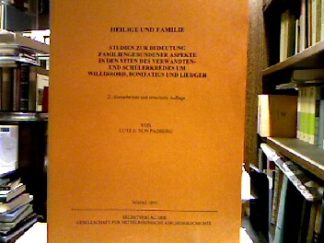 HEILIGE UND FAMILIE
STUDIEN ZUR BEDEUTUNG
FAMILIENGEBUNDENER ASPEKTE
IN DEN VITEN DES VERWANDTEN-
UND SCHÜLERKREISES UM
WILLIBRORD, BONIFATIUS UND LIUDGER
2., überarbeitete und erweiterte Auflage
VON
LUTZ E. VON PADBERG
SELBSTVERLAG DER
GESELLSCHAFT FÜR MITTELRHEINISCHE KIRCHENGESCHICHTE